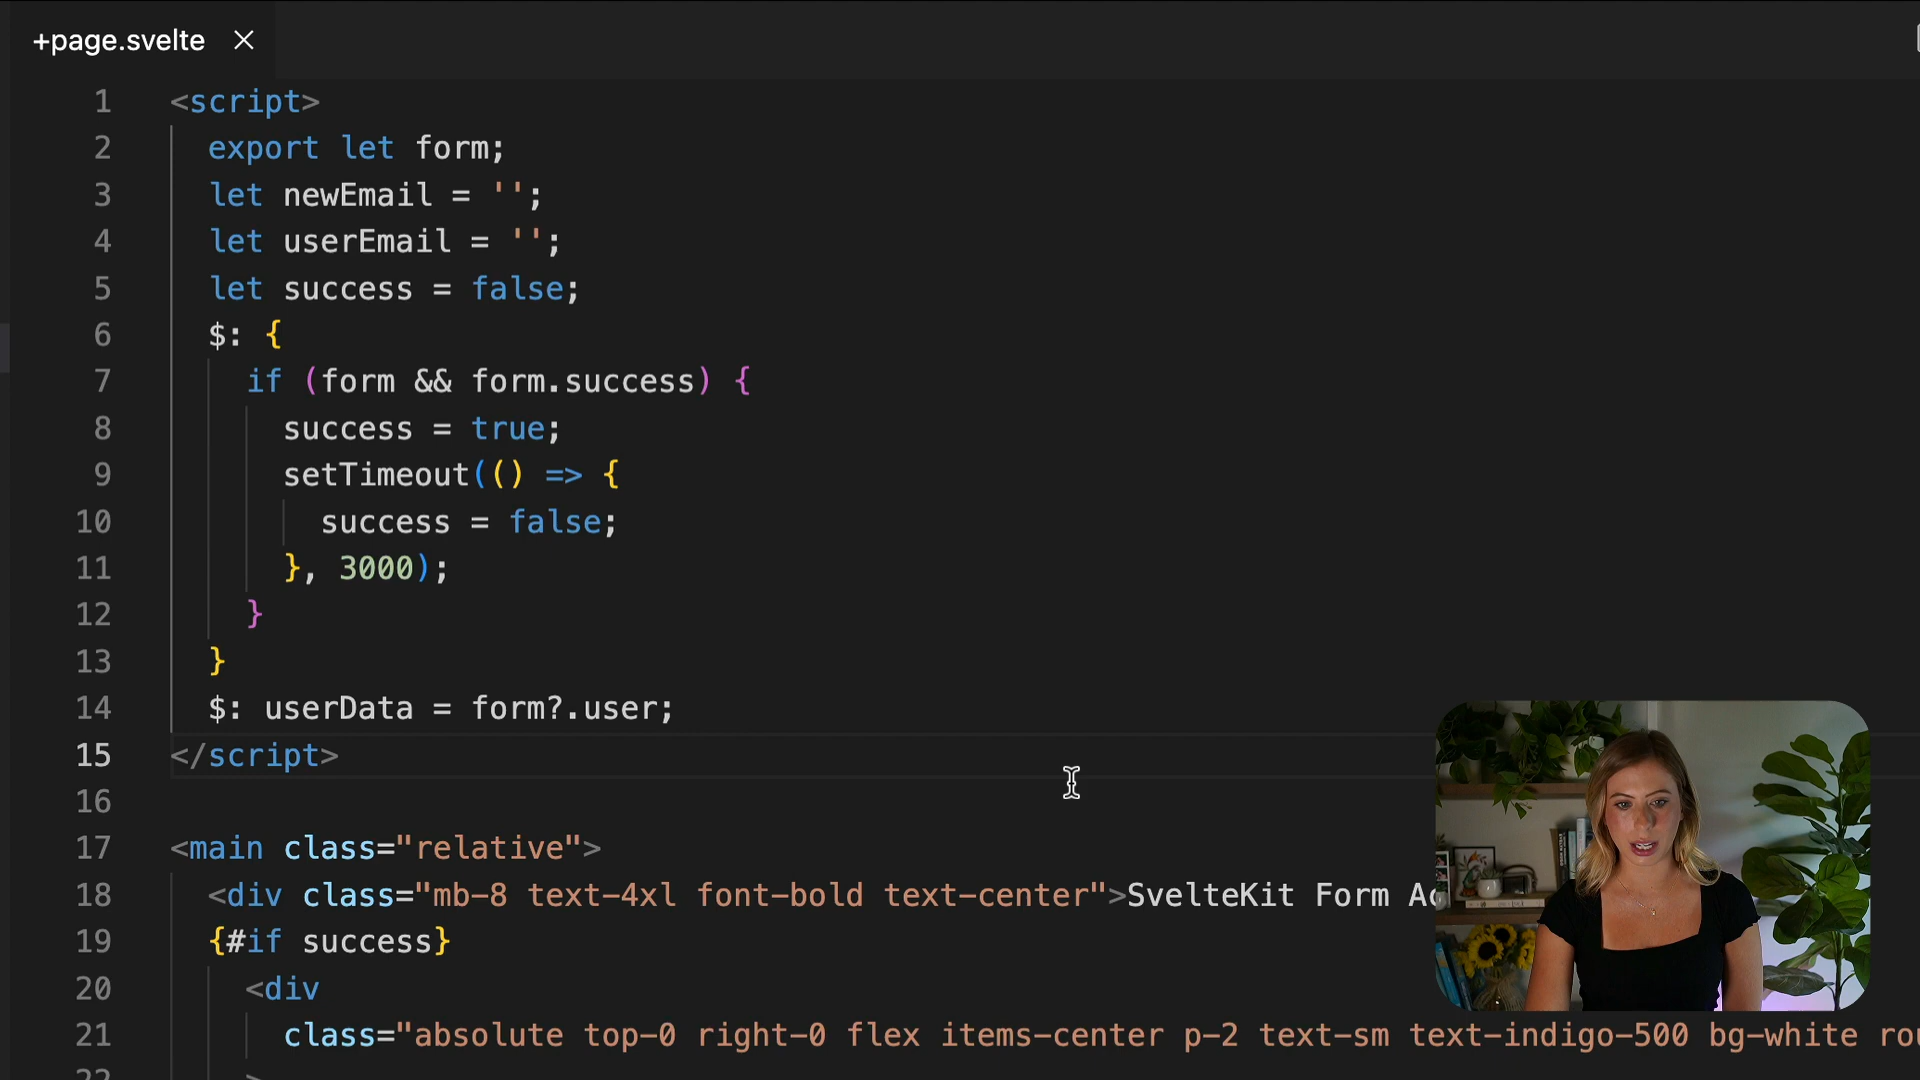 +page.svelte
1 <script>
2 export let form;
3 let newEmail = '';
4 let userEmail = '';
5 let success = false;
6 $: {
7 if (form && form.success) {
8 success = true;
9 setTimeout(() => {
10 success = false;
11 }, 3000);
12 }
13 }
14 $: userData = form?.user;
15 </script>
16
17 <main class="relative">
18 <div class="mb-8 text-4xl font-bold text-center">SvelteKit Form
19 {#if success}
20 <div
21 class="absolute top-0 right-0 flex items-center p-2 text-sm text-indigo-500 bg-white
22 >